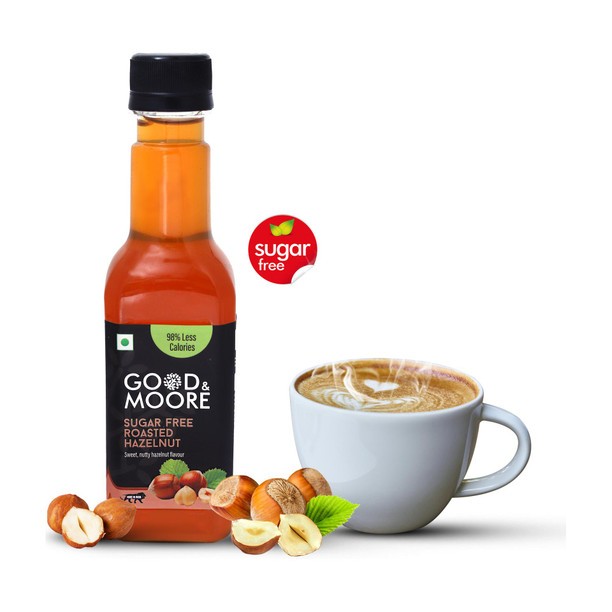 sugar
free
98% Less
Calories
GOOD &
MOORE
SUGAR FREE
ROASTED
HAZELNUT
Sweet, nutty hazelnut flavour